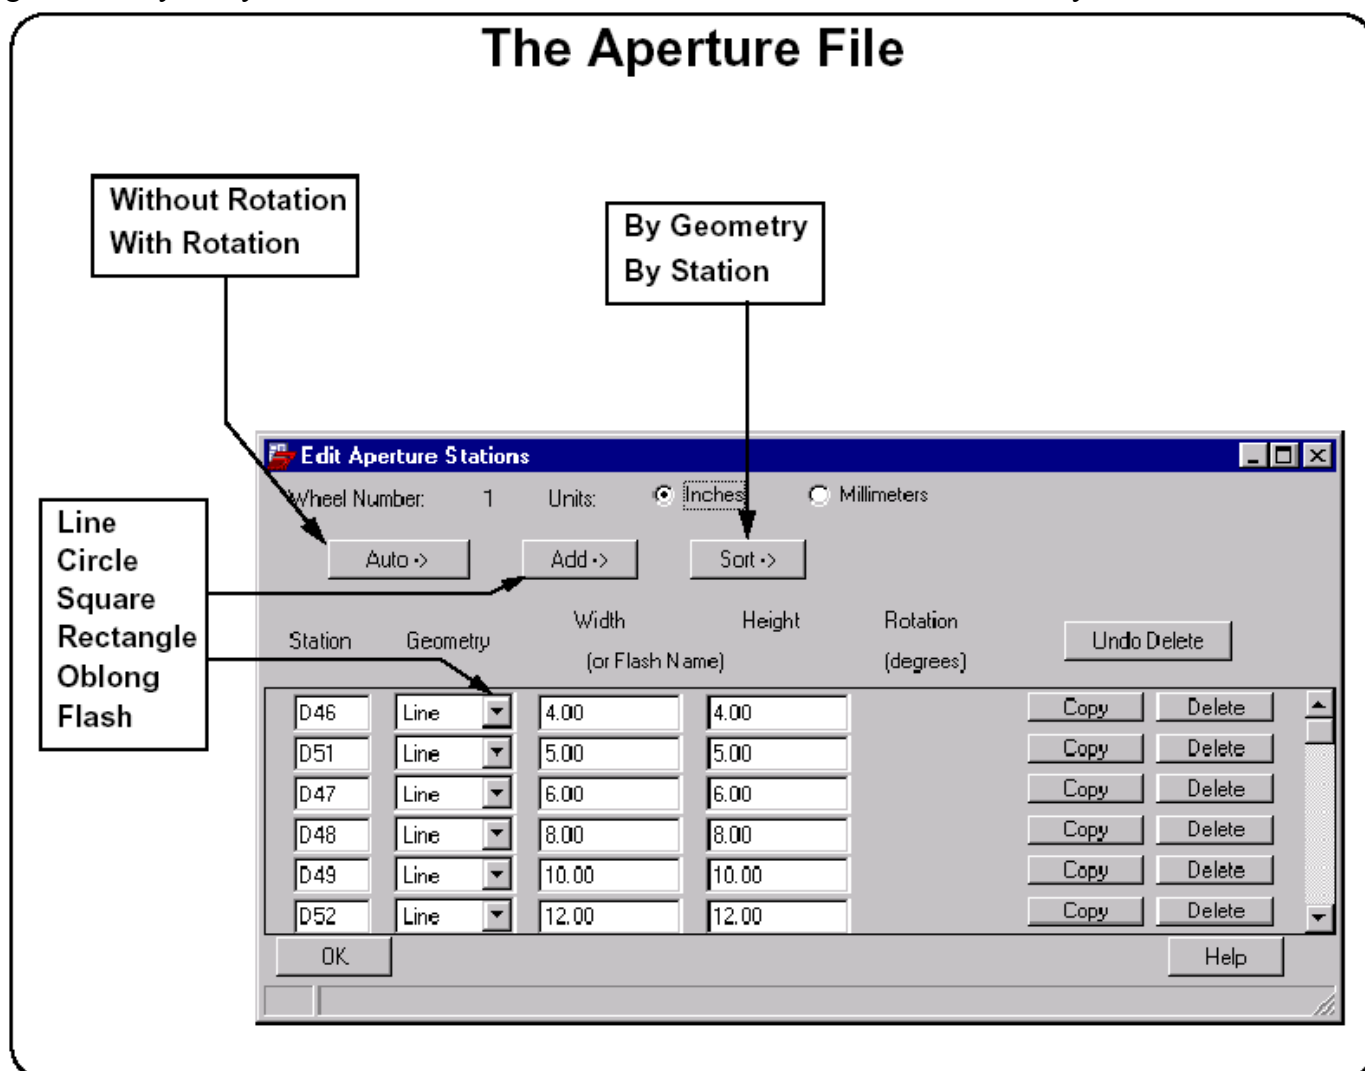 The Aperture File
Without Rotation
With Rotation
By Geometry
By Station
Line
Circle
Square
Rectangle
Oblong
Flash
Edit Aperture Stations
Wheel Number: 1 Units: Inches Millimeters
Auto -> Add -> Sort ->
Width Height Rotation
Station Geometry Undo Delete
(or Flash Name) (degrees)
D46 Line 4.00 4.00 Copy Delete
D51 Line 5.00 5.00 Copy Delete
D47 Line 6.00 6.00 Copy Delete
D48 Line 8.00 8.00 Copy Delete
D49 Line 10.00 10.00 Copy Delete
D52 Line 12.00 12.00 Copy Delete
OK Help